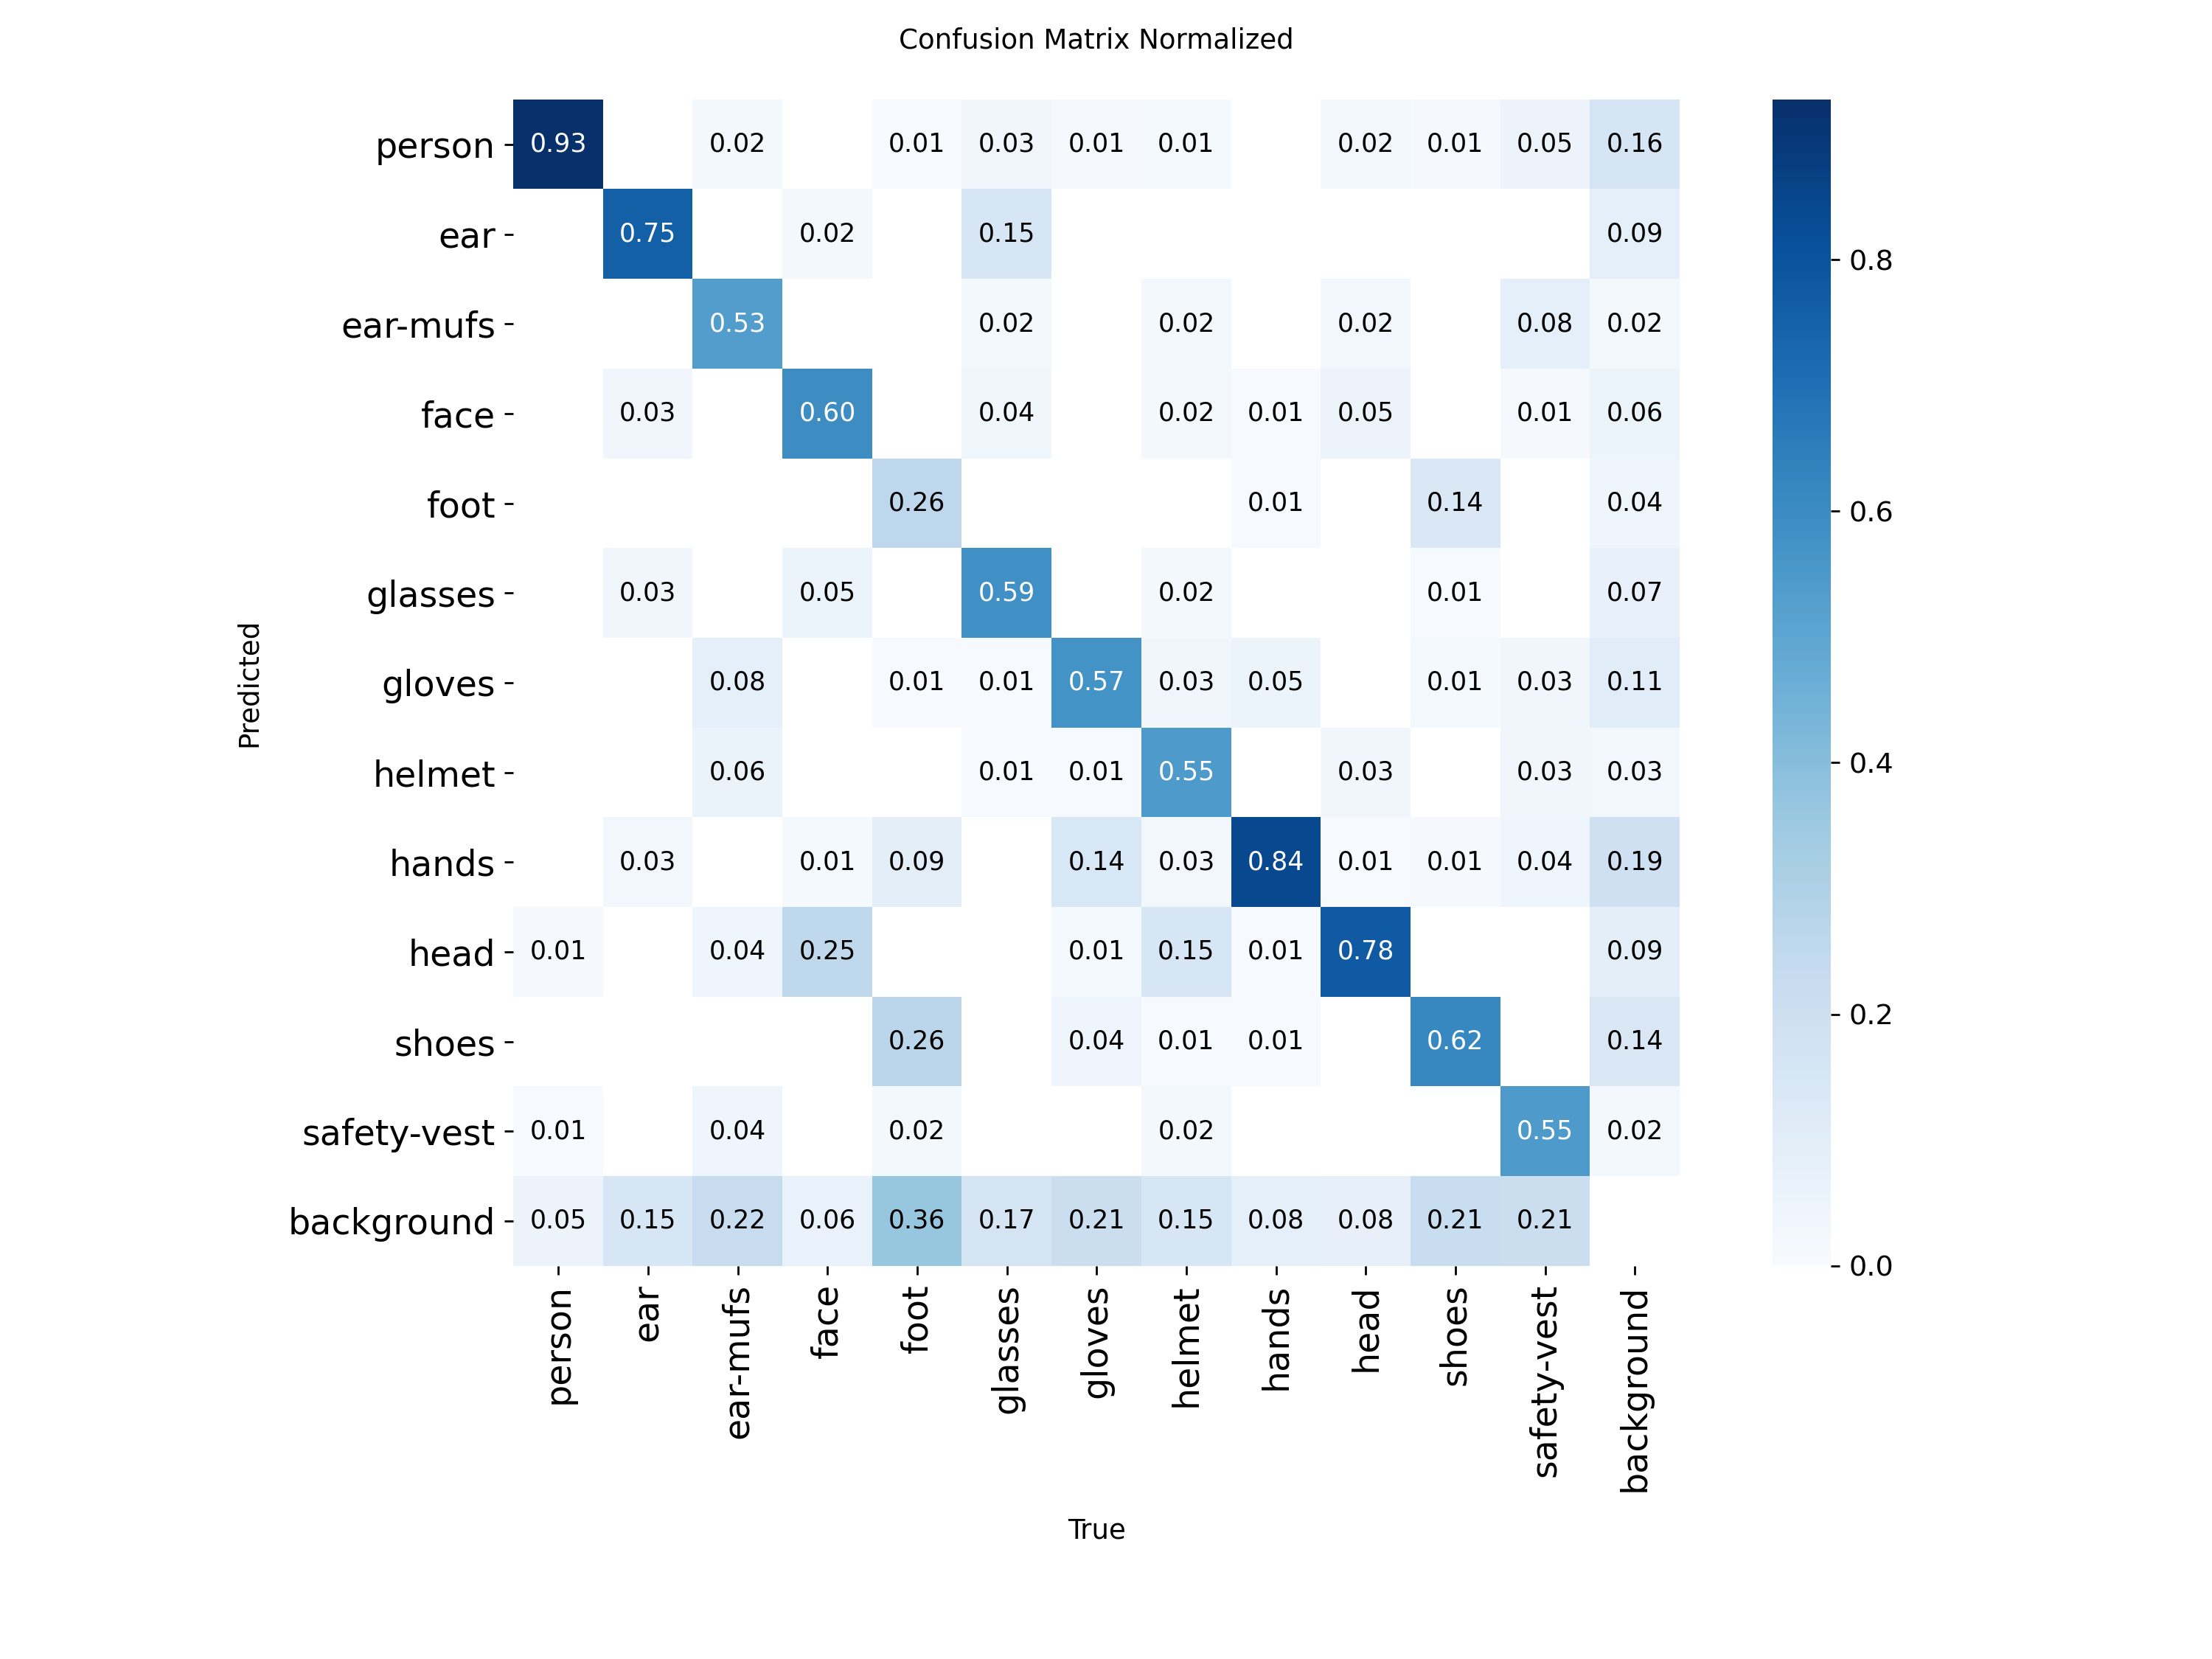 Confusion Matrix Normalized
person 0.93 0.02 0.01 0.03 0.01 0.01 0.02 0.01 0.05 0.16
ear 0.75 0.02 0.15 0.09
0.8
ear-mufs 0.53 0.02 0.02 0.02 0.08 0.02
face 0.03 0.60 0.04 0.02 0.01 0.05 0.01 0.06
foot 0.26 0.01 0.14 0.04
0.6
glasses 0.03 0.05 0.59 0.02 0.01 0.07
Predicted
gloves 0.08 0.01 0.01 0.57 0.03 0.05 0.01 0.03 0.11
helmet 0.06 0.01 0.01 0.55 0.03 0.03 0.03
0.4
hands 0.03 0.01 0.09 0.14 0.03 0.84 0.01 0.01 0.04 0.19
head 0.01 0.04 0.25 0.01 0.15 0.01 0.78 0.09
shoes 0.26 0.04 0.01 0.01 0.62 0.14
0.2
safety-vest 0.01 0.04 0.02 0.02 0.55 0.02
background 0.05 0.15 0.22 0.06 0.36 0.17 0.21 0.15 0.08 0.08 0.21 0.21
0.0
person ear ear-mufs face foot glasses gloves helmet hands head shoes safety-vest background
True